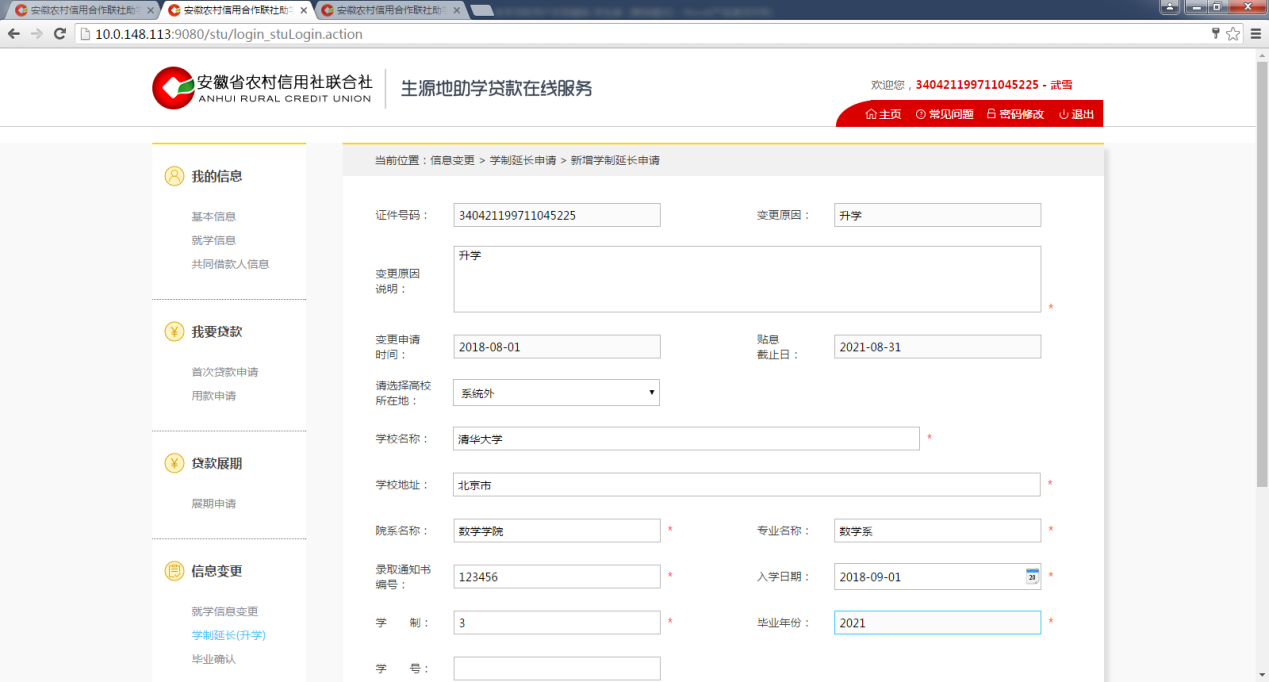 安徽农村信用合作联社助
安徽农村信用合作联社助
安徽农村信用合作联社助
10.0.148.113:9080/stu/login_stuLogin.action
安徽省农村信用社联合社
ANHUI RURAL CREDIT UNION
生源地助学贷款在线服务
欢迎您，340421199711045225 - 武雪
主页 常见问题 密码修改 退出
我的信息
基本信息
就学信息
共同借款人信息
我要贷款
首次贷款申请
用款申请
贷款展期
展期申请
信息变更
就学信息变更
学制延长(升学)
毕业确认
当前位置：信息变更 > 学制延长申请 > 新增学制延长申请
证件号码： 340421199711045225 变更原因： 升学
变更原因
说明：
升学
*
变更申请
时间：
2018-08-01
贴息
截止日：
2021-08-31
请选择高校
所在地：
系统外
学校名称： 清华大学 *
学校地址： 北京市 *
院系名称： 数学学院 * 专业名称： 数学系 *
录取通知书
编号：
123456 *
入学日期： 2018-09-01 *
学 制： 3 * 毕业年份： 2021 *
学 号：